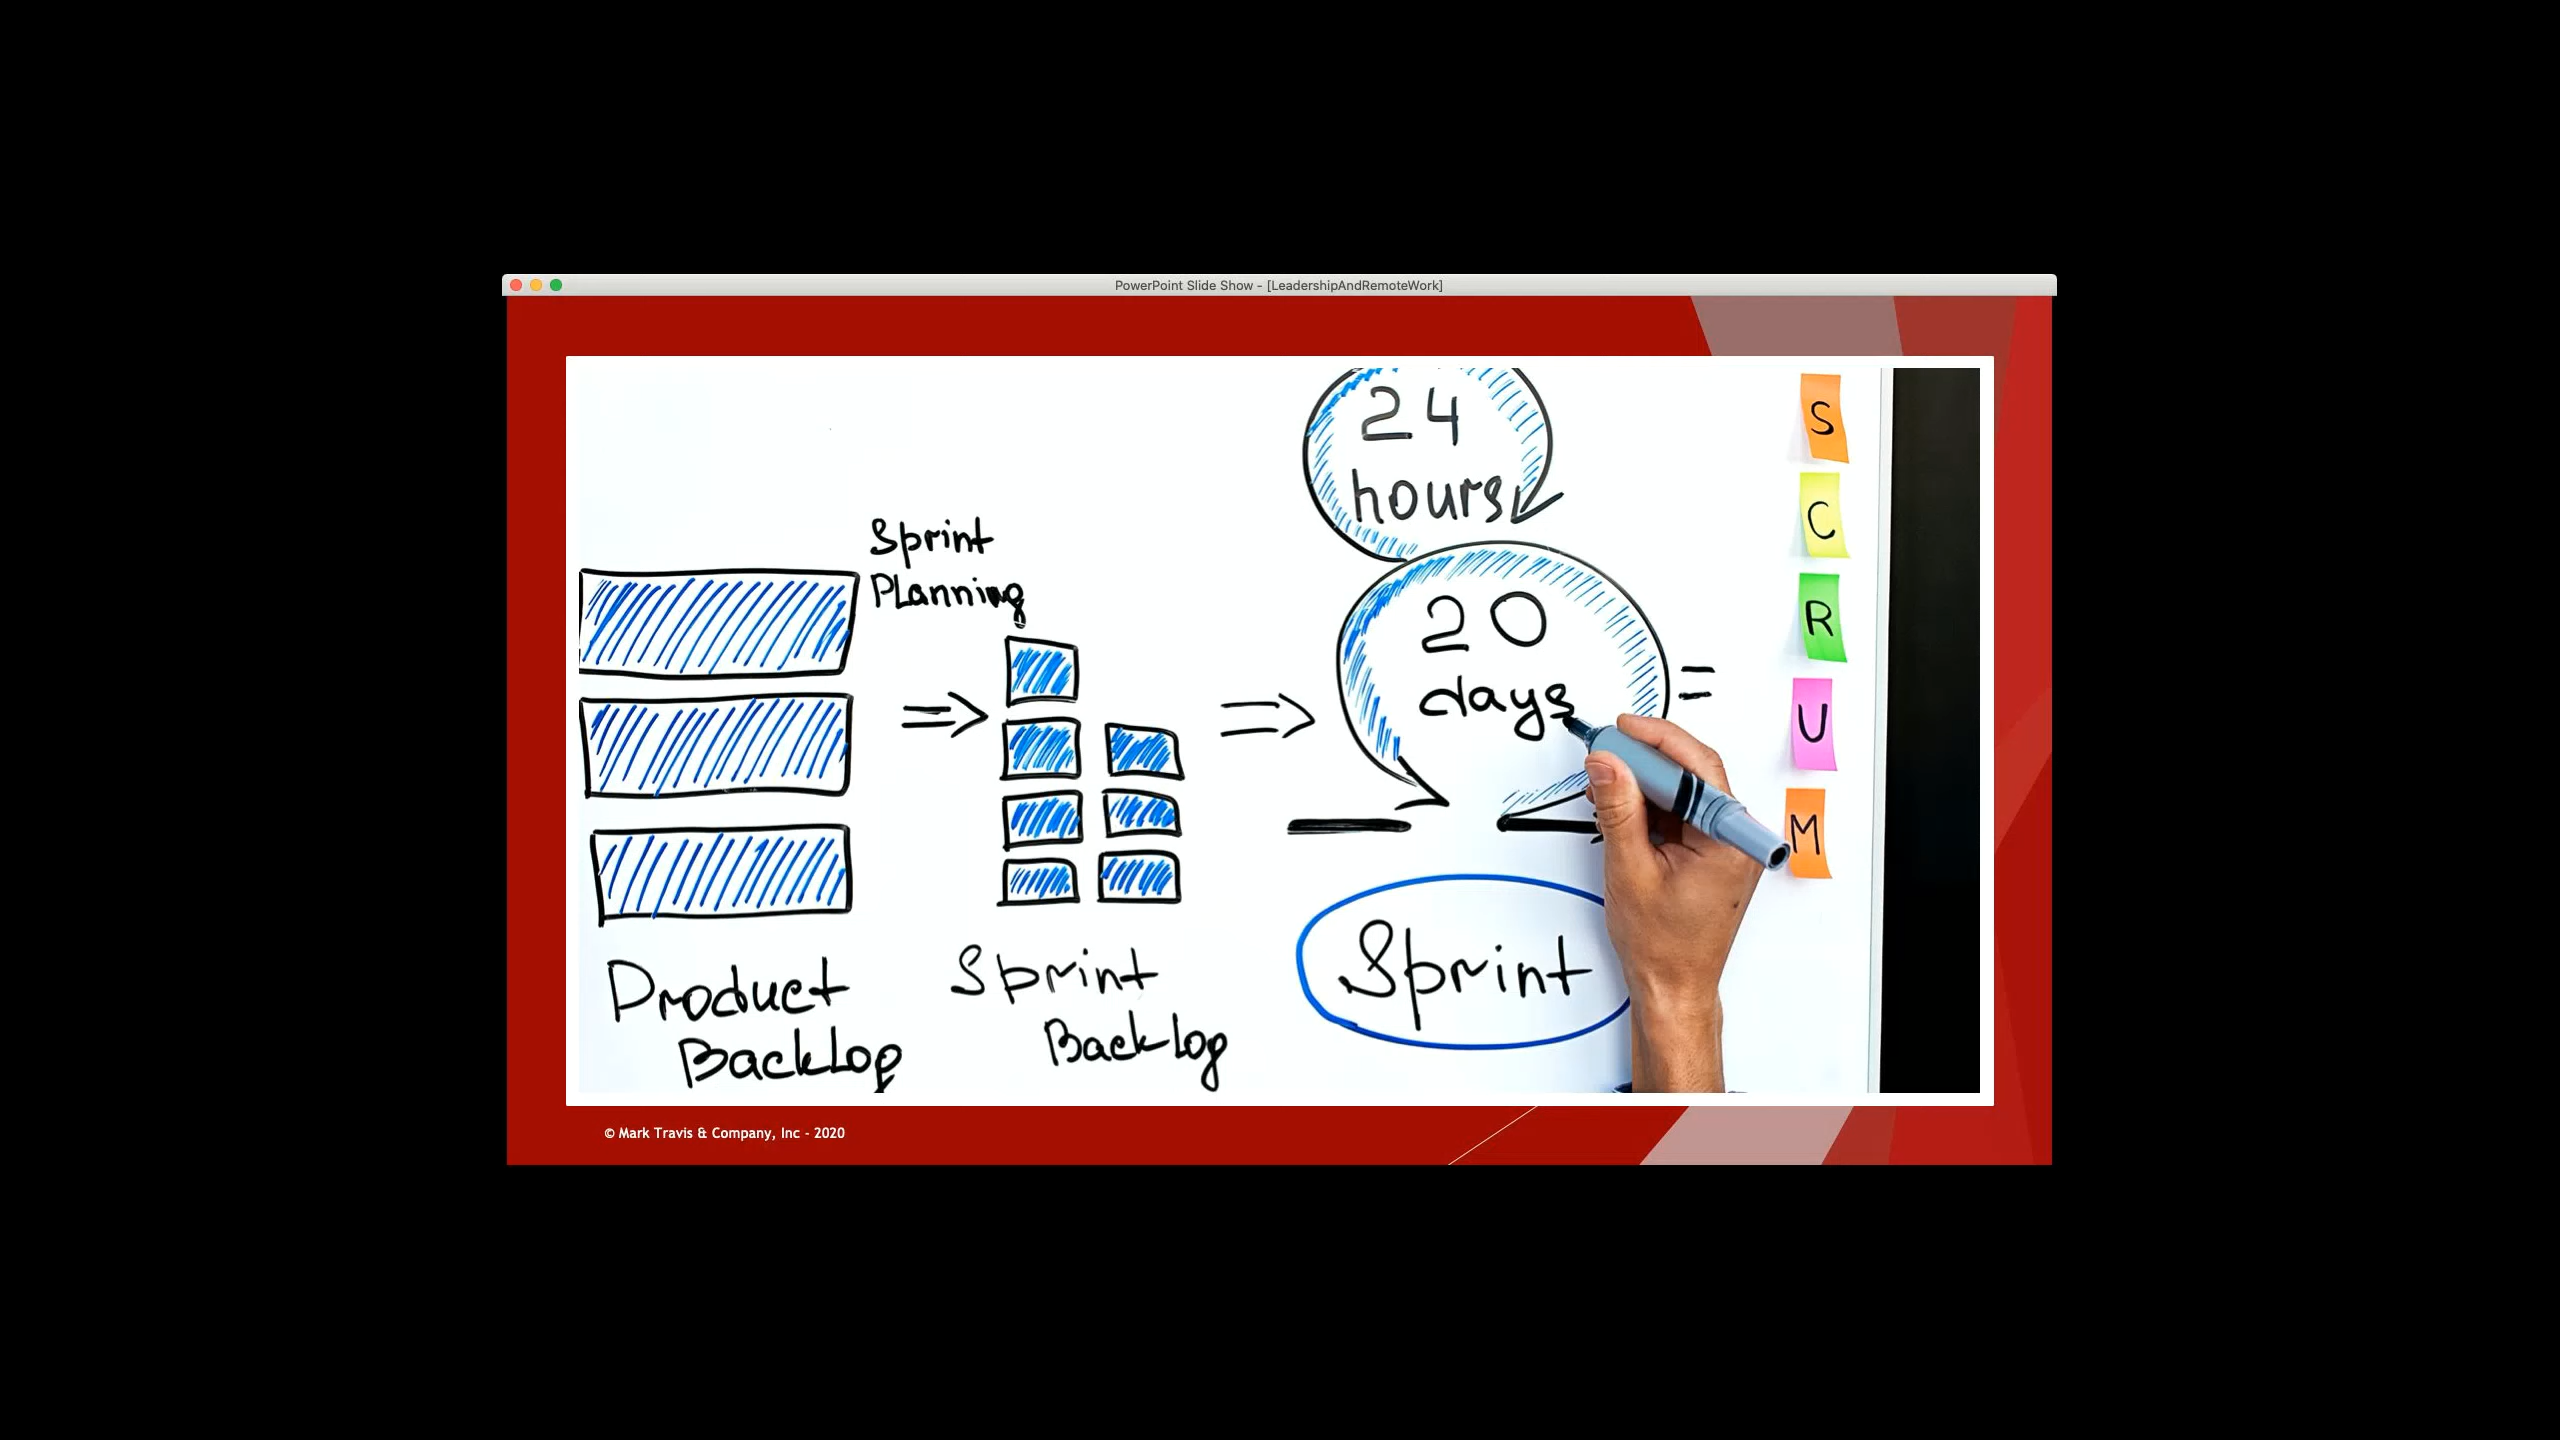 PowerPoint Slide Show - [LeadershipAndRemoteWork]
24
hours
Sprint
Planning
20
days
=
S
C
R
U
M
Product
Backlog
Sprint
Backlog
Sprint
© Mark Travis & Company, Inc - 2020